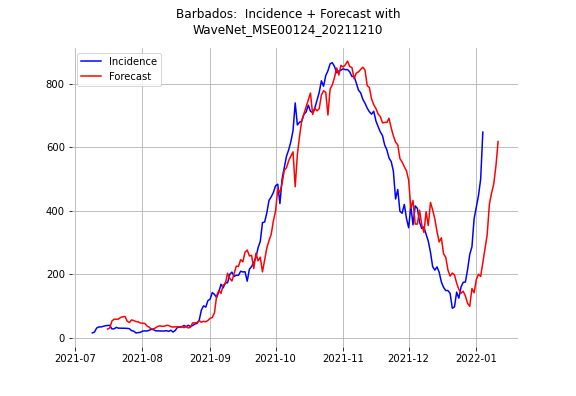 Barbados:  Incidence + Forecast with
WaveNet_MSE00124_20211210
Incidence
Forecast
800
600
400
200
0
2021-07 2021-08 2021-09 2021-10 2021-11 2021-12 2022-01